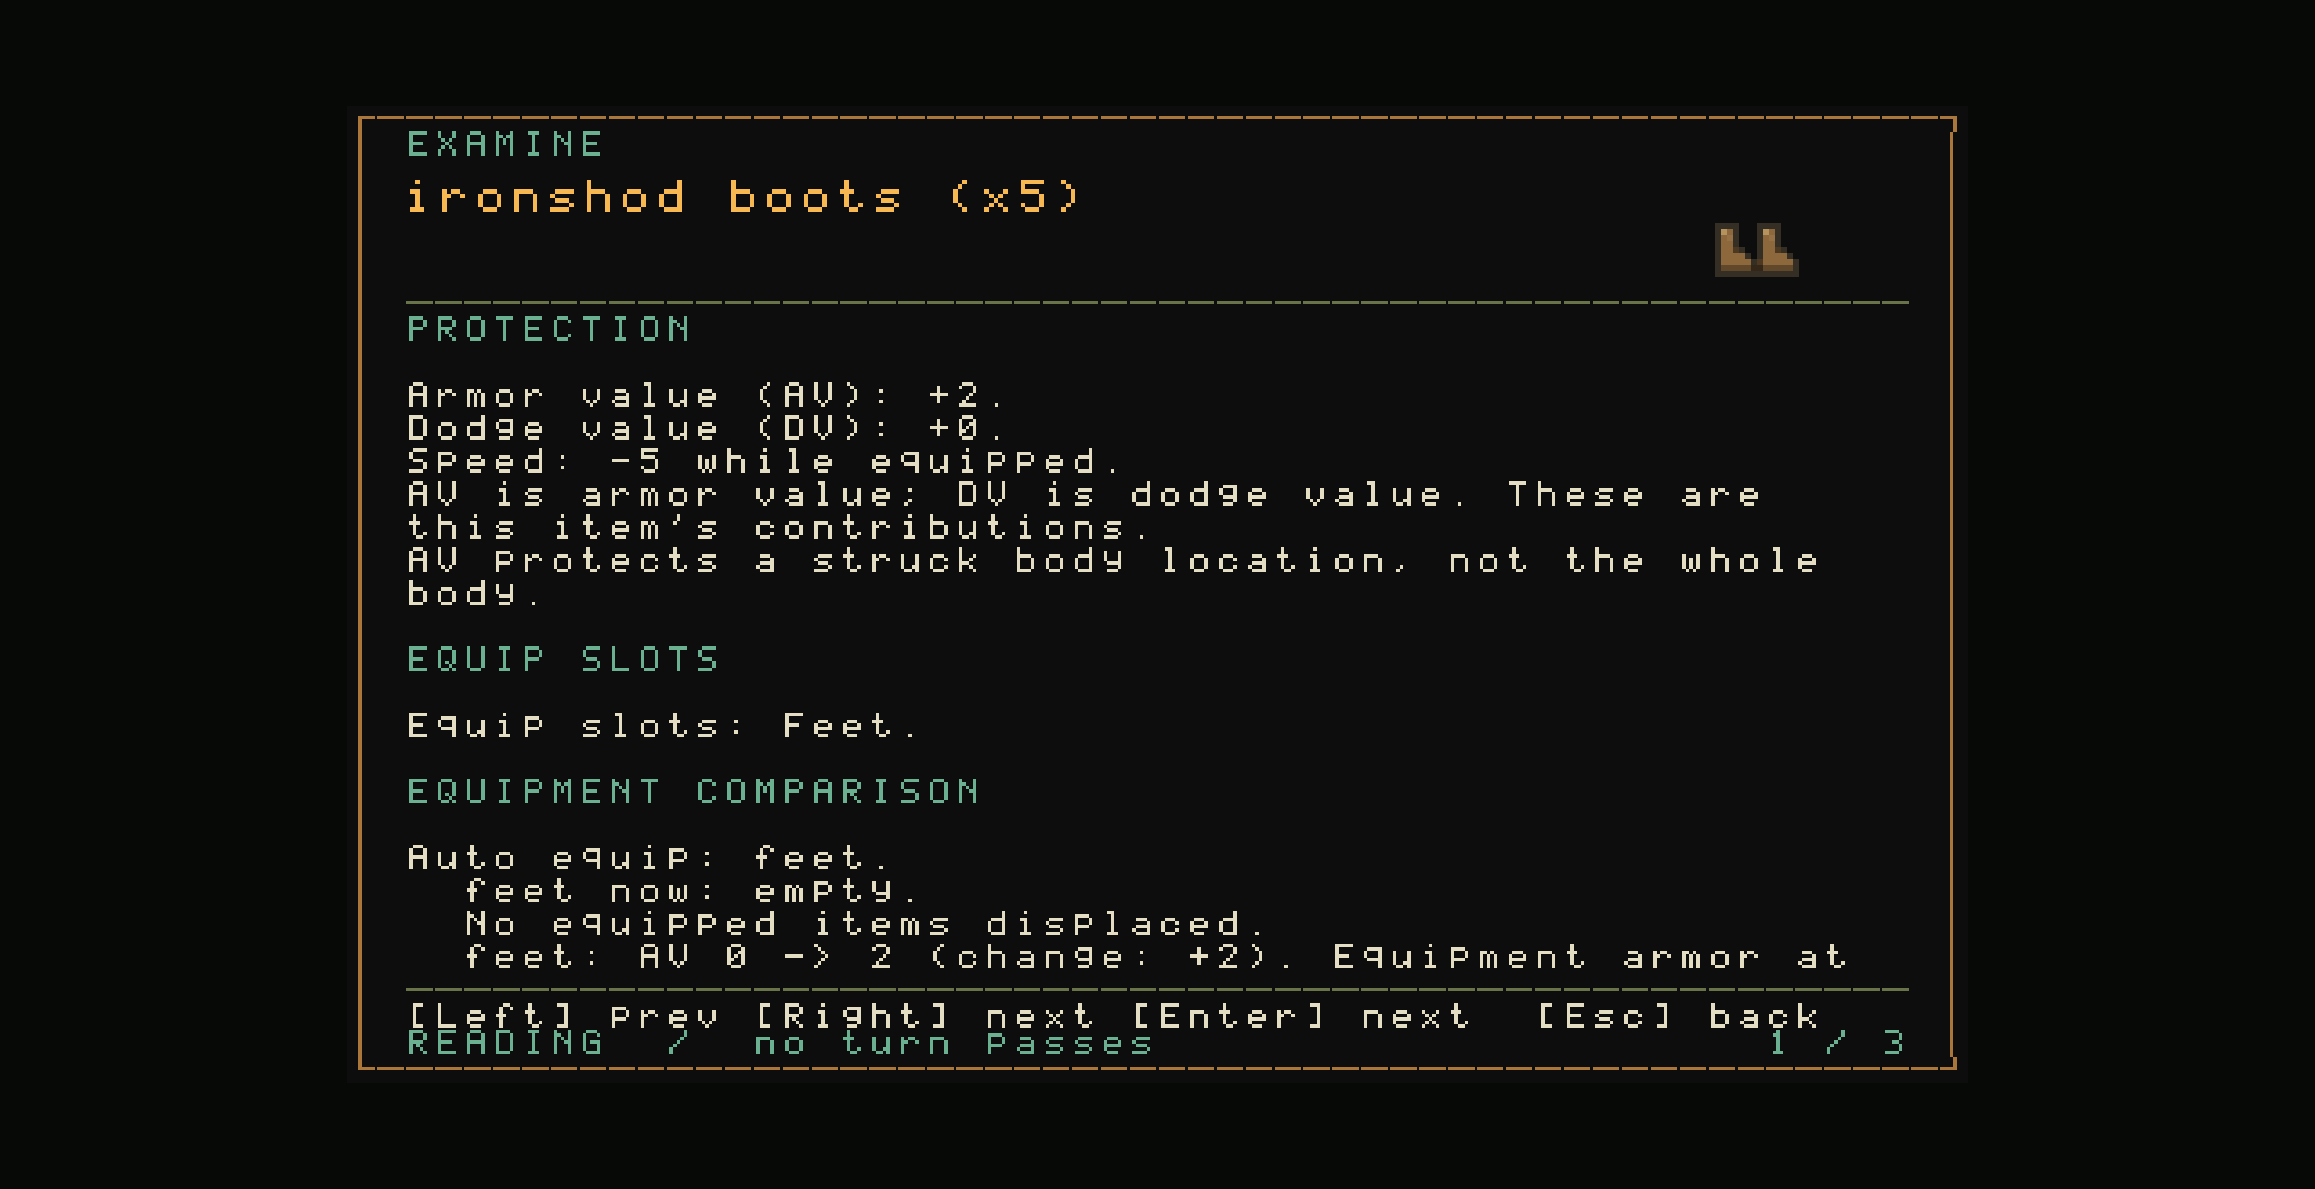 EXAMINE
ironshod boots (x5)
PROTECTION
Armor value (AV): +2.
Dodge value (DV): +0.
Speed: -5 while equipped.
AV is armor value; DV is dodge value. These are
this item's contributions.
AV protects a struck body location, not the whole
body.
EQUIP SLOTS
Equip slots: Feet.
EQUIPMENT COMPARISON
Auto equip: feet.
feet now: empty.
No equipped items displaced.
feet: AV 0 -> 2 (change: +2). Equipment armor at
[Left] prev [Right] next [Enter] next [Esc] back
READING / no turn passes 1 / 3